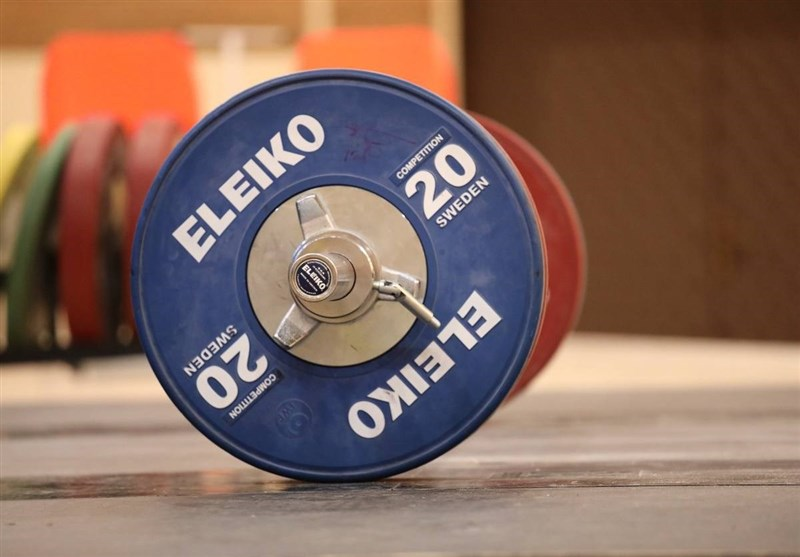 ELEIKO
COMPETITION
20
SWEDEN
ELEIKO
ELEIKO
SWEDEN
20
COMPETITION